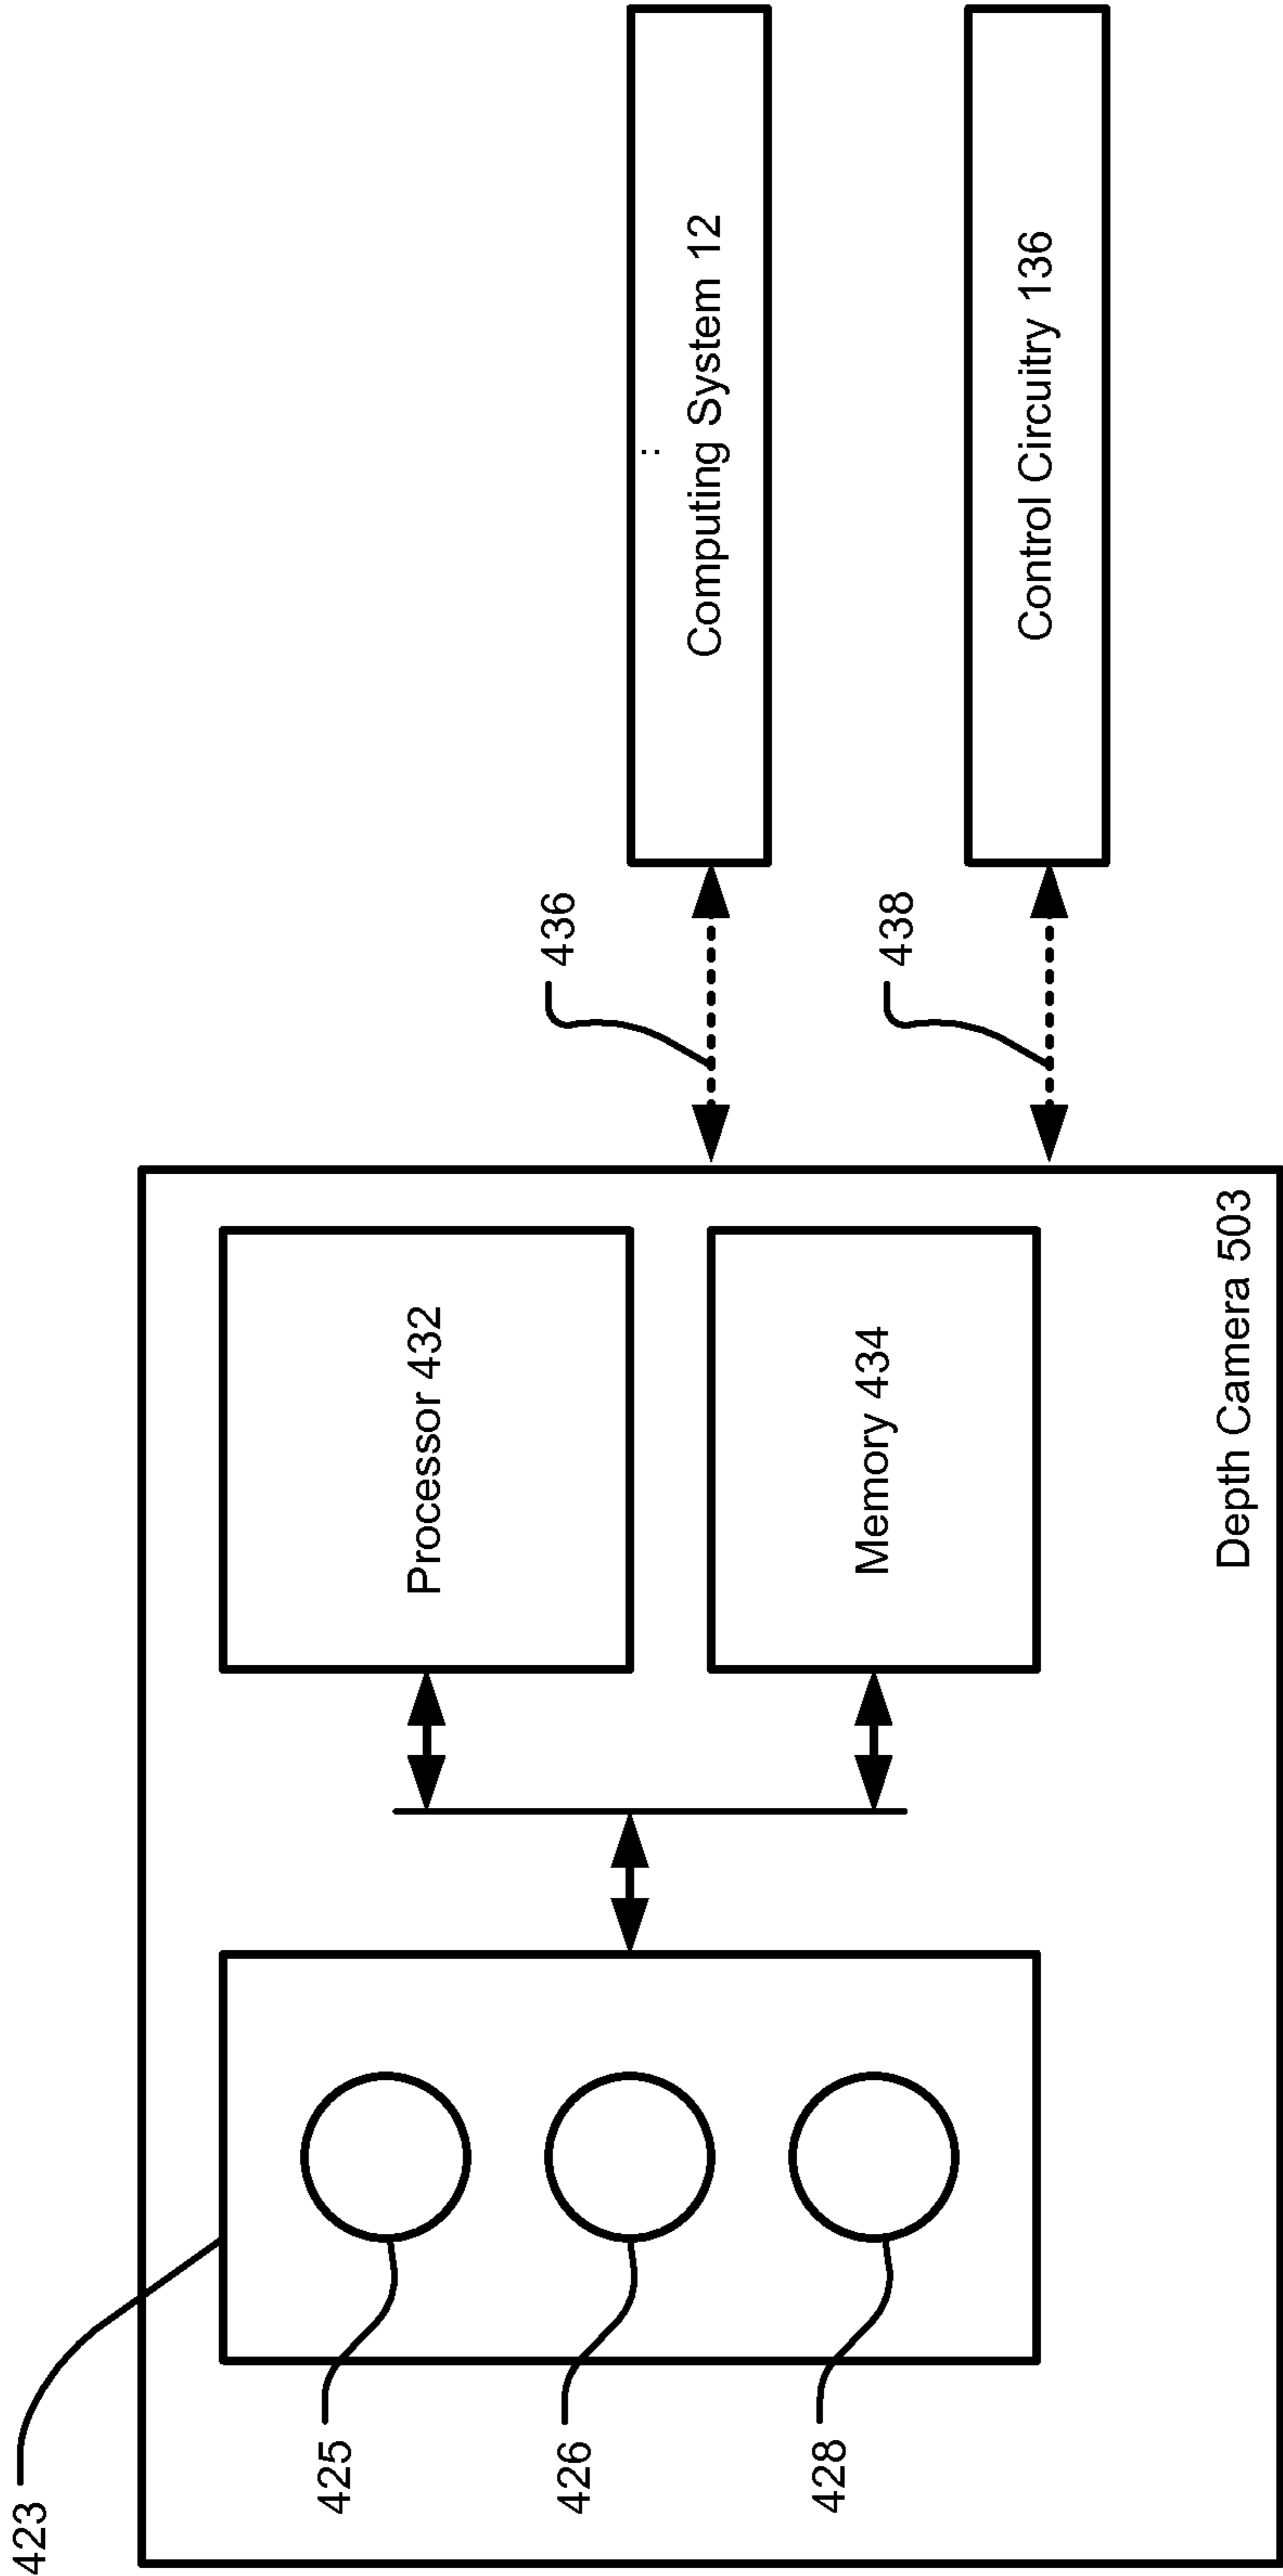 423
425
426
428
Processor 432
Memory 434
Depth Camera 503
436
438
Computing System 12
:
Control Circuitry 136